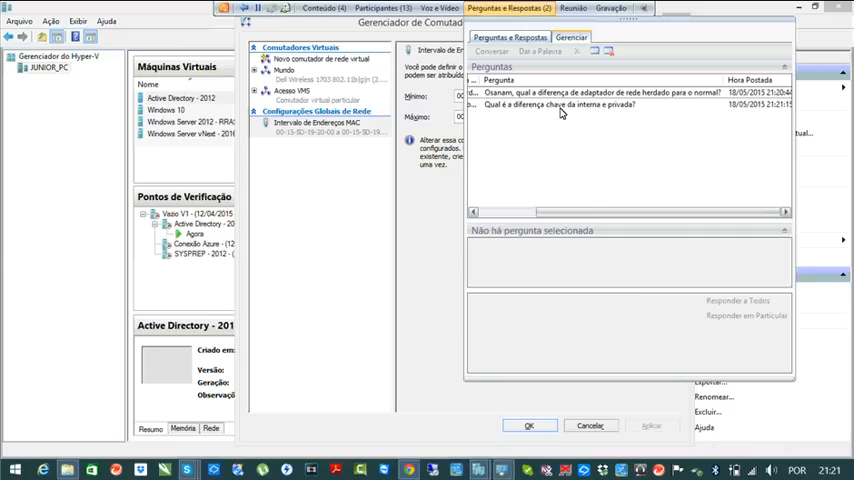 Conteúdo (4) Participantes (13) Voz e Vídeo Perguntas e Respostas (2) Reunião Gravação
Arquivo Ação Exibir Ajuda
Gerenciador do Hyper-V
JUNIOR_PC
Máquinas Virtuais
Nome
Active Directory - 2012
Windows 10
Windows Server 2012 - RRAS
Windows Server vNext - 2016
Pontos de Verificação
Vazio V1 - (12/04/2015
Active Directory -
Agora
Conexão Azure -
SYSPREP - 2012 -
Active Directory - 201
Criado em:
Versão:
Geração:
Observaçõ
Resumo Memória Rede
Gerenciador de Comutad
Comutadores Virtuais
Novo comutador de rede virtual
Mundo
Dell Wireless 1703 802.11b|g|n (2...
Acesso VMS
Comutador virtual particular
Configurações Globais de Rede
Intervalo de Endereços MAC
00-15-5D-19-20-00 a 00-15-5D-1...
Intervalo de En
Você pode definir o
podem ser atribuído
Mínimo: 00
Máximo: 00
Alterar essa co
configurados.
existente, crie
uma vez.
OK Cancelar Aplicar
Perguntas e Respostas Gerenciar
Conversar Dar a Palavra
Perguntas
Pergunta Hora Postada
d... Osanam, qual a diferença de adaptador de rede herdado para o normal? 18/05/2015 21:20:44
o... Qual é a diferença chave da interna e privada? 18/05/2015 21:21:15
Não há pergunta selecionada
Responder a Todos
Responder em Particular
tual...
Exportar...
Renomear...
Excluir...
Ajuda
POR 21:21